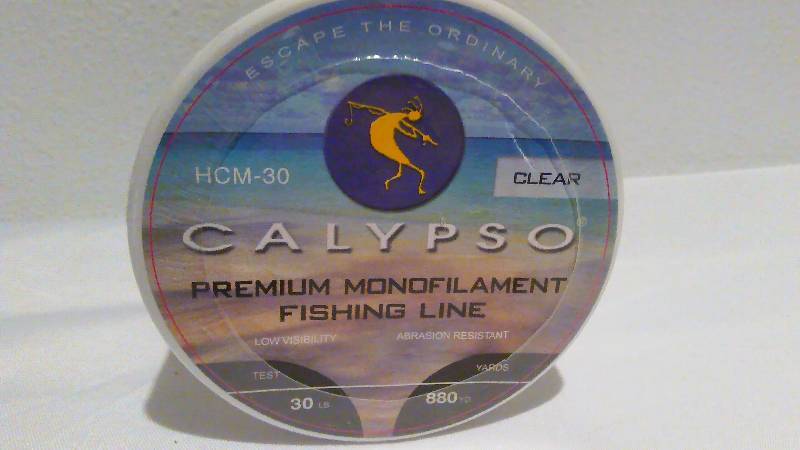 ESCAPE THE ORDINARY
HCM-30
CLEAR
CALYPSO®
PREMIUM MONOFILAMENT
FISHING LINE
LOW VISIBILITY ABRASION RESISTANT
TEST YARDS
30 LB 880 YD